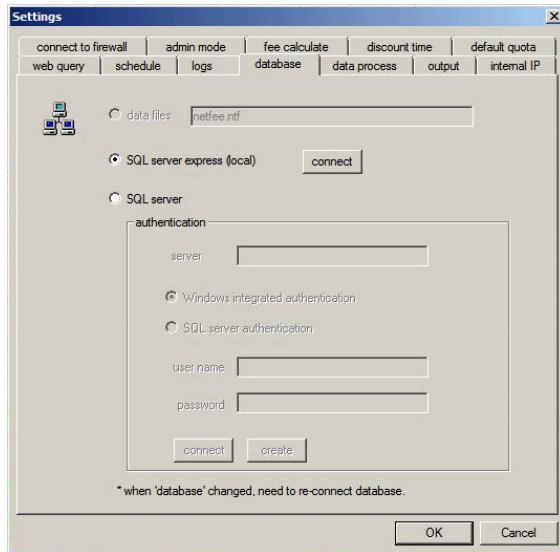 Settings
connect to firewall admin mode fee calculate discount time default quota
web query schedule logs database data process output internal IP
data files netfee.ntf
SQL server express (local) connect
SQL server
authentication
server
Windows integrated authentication
SQL server authentication
user name
password
connect create
* when 'database' changed, need to re-connect database.
OK Cancel